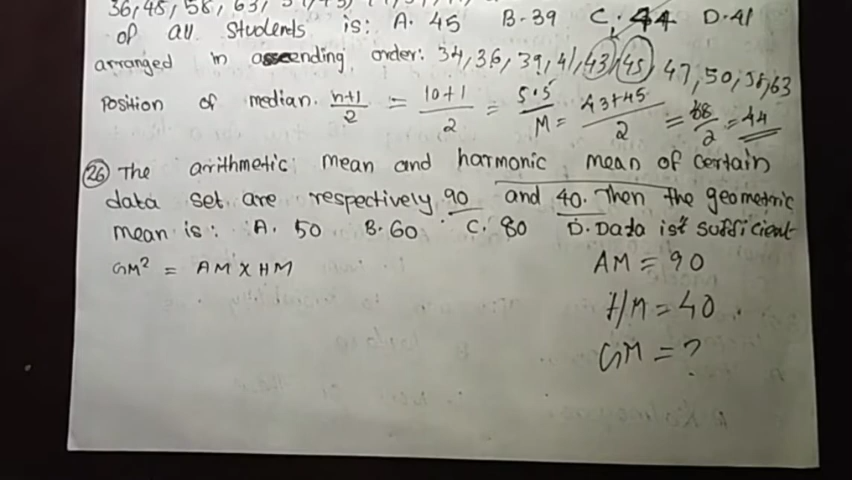 36, 45, 58, 63,
of all students is: A. 45 B. 39 C. 44 D. 41
arranged in ascending order: 34, 36, 39, 41, 43, 45, 47, 50, 58, 63
Position of median. n+1/2 = 10+1/2 = 5.5 M = 43+45/2 = 88/2 = 44
26 The arithmetic mean and harmonic mean of certain
data set are respectively 90 and 40. Then the geometric
mean is: A. 50 B. 60 C. 80 D. Data isn't sufficient
GM² = AM X HM
AM = 90
HM = 40
GM = ?